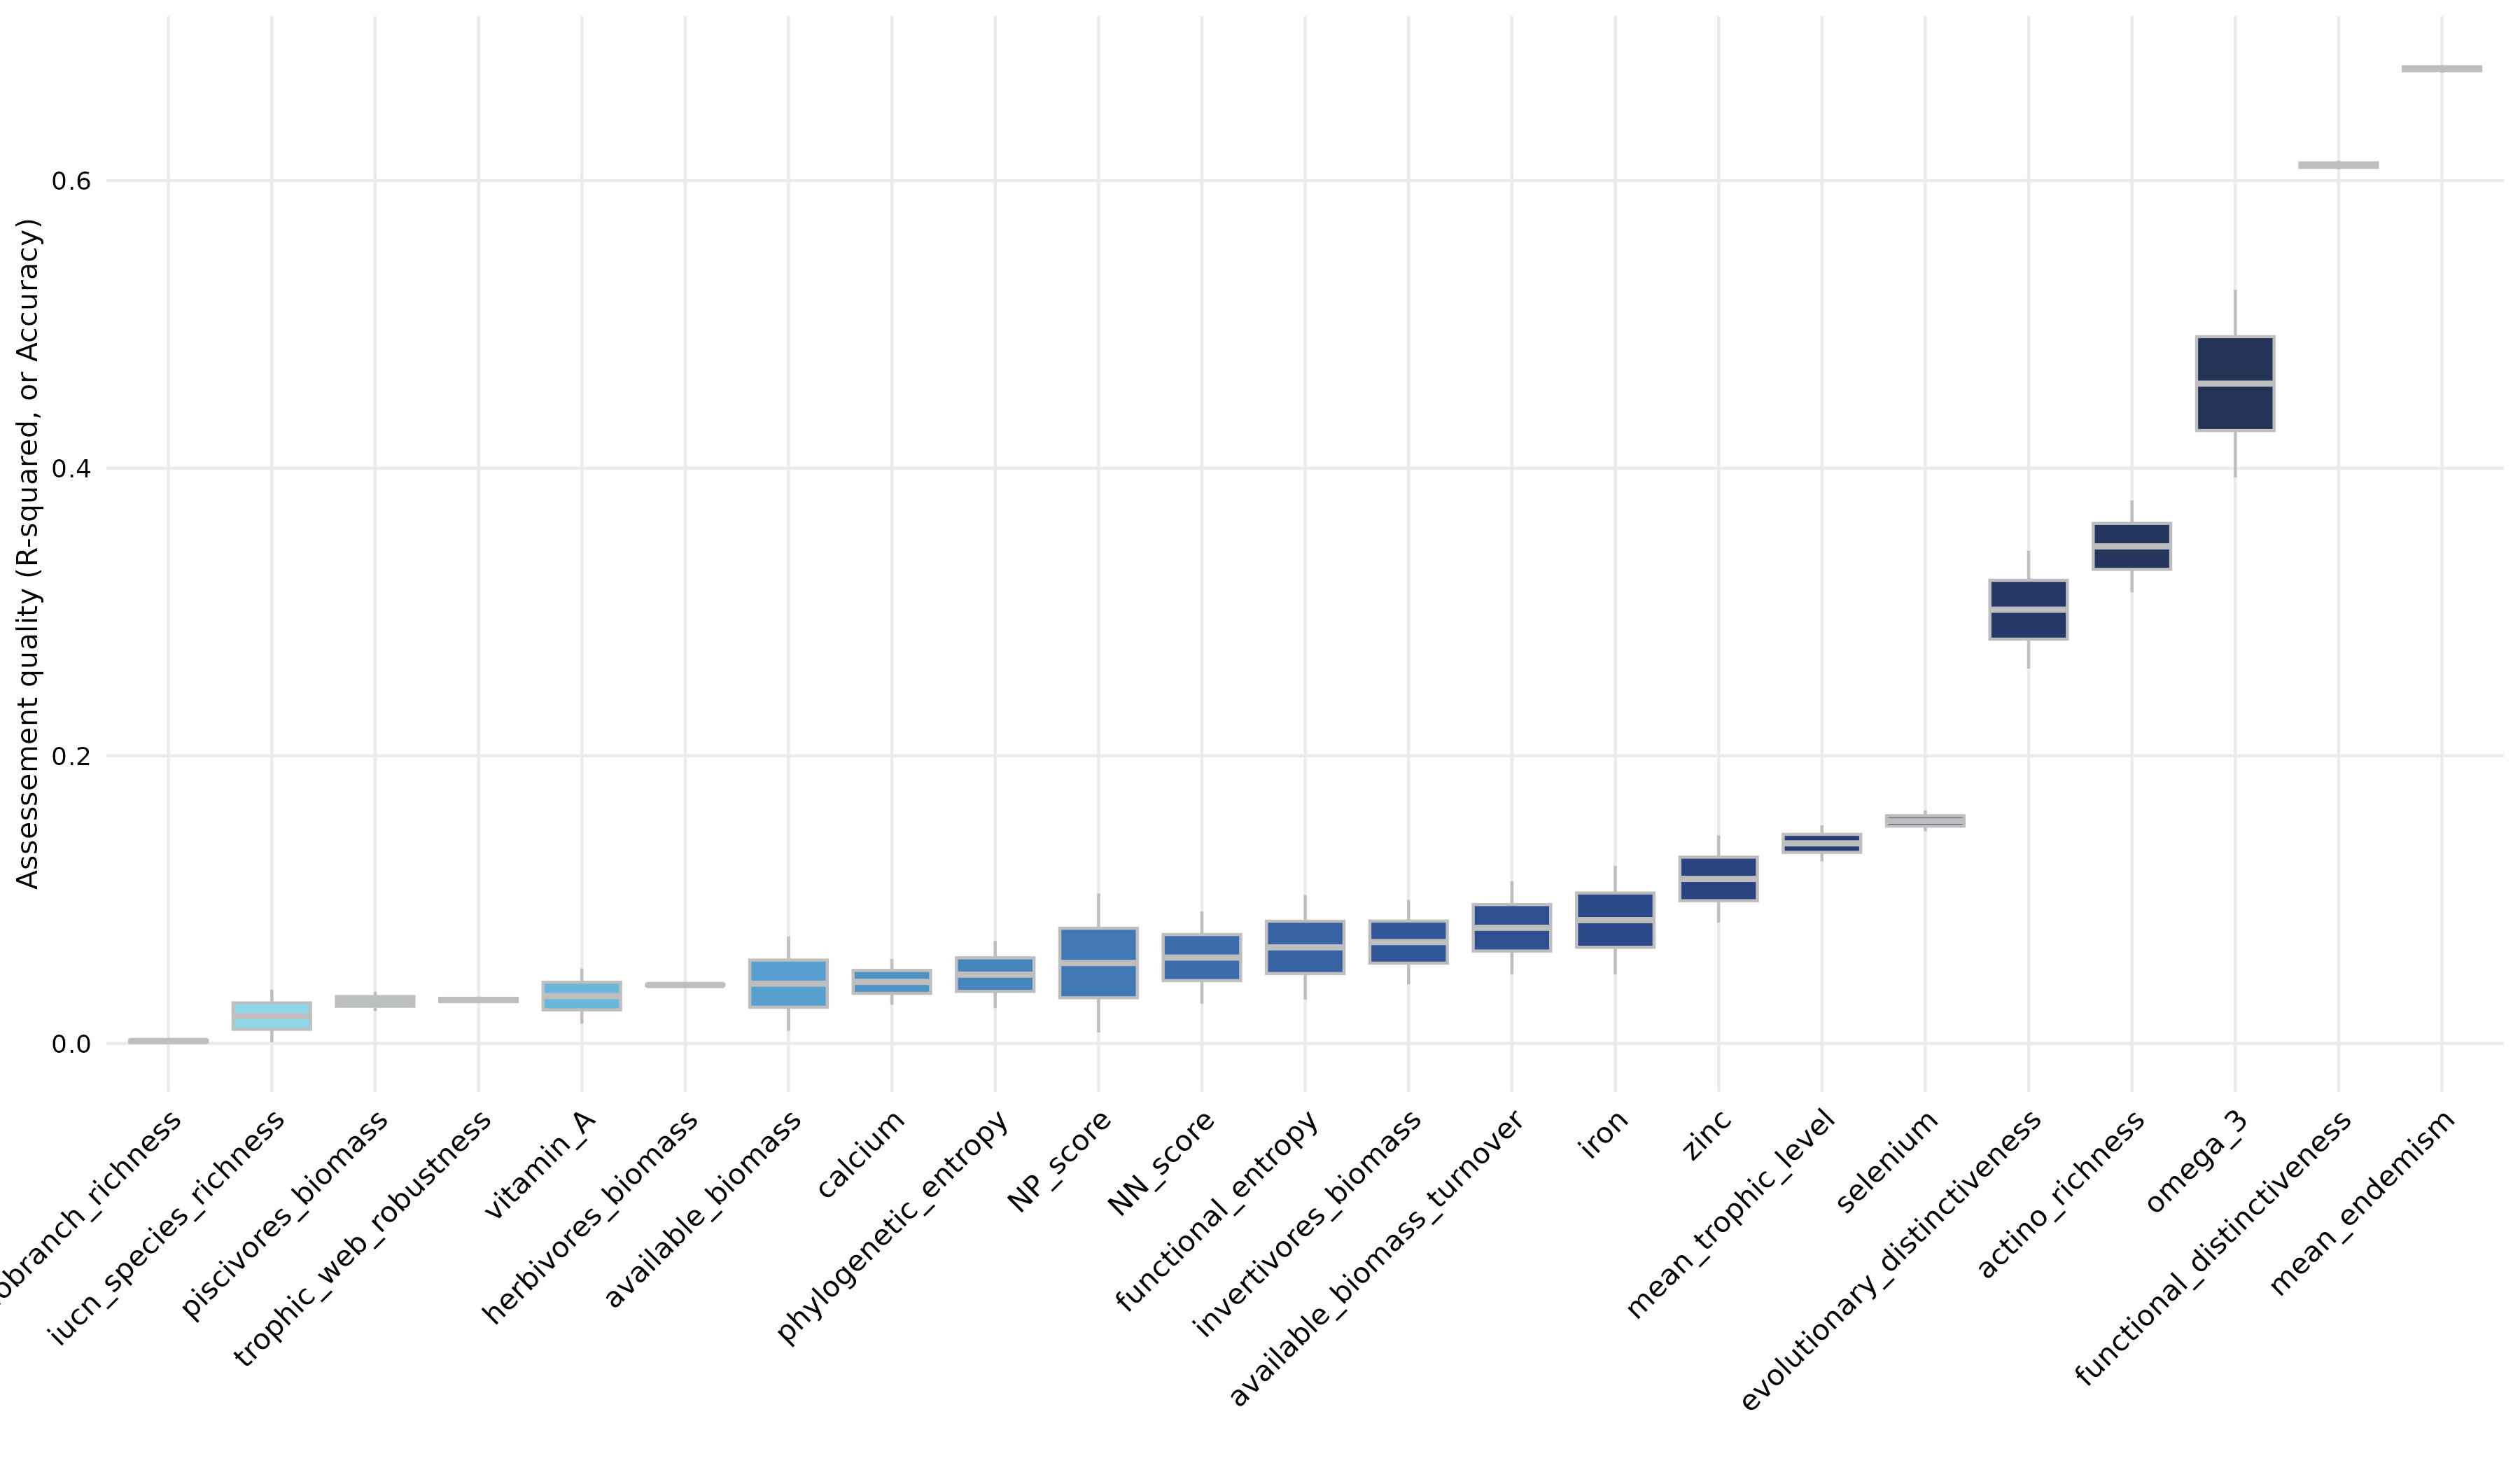 Assessement quality (R-squared, or Accuracy)
0.6
0.4
0.2
0.0
iucn_species_richness
piscivores_biomass
trophic_web_robustness
vitamin_A
herbivores_biomass
available_biomass
calcium
phylogenetic_entropy
NP_score
NN_score
functional_entropy
invertivores_biomass
available_biomass_turnover
iron
zinc
mean_trophic_level
selenium
evolutionary_distinctiveness
actino_richness
omega_3
functional_distinctiveness
mean_endemism